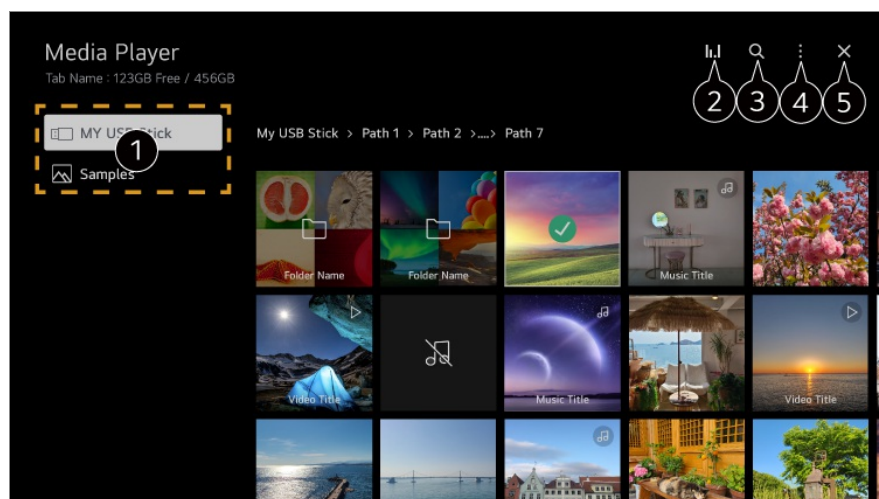 Media Player
Tab Name : 123GB Free / 456GB
2
3
4
5
MY USB Stick
1
Samples
My USB Stick > Path 1 > Path 2 >....> Path 7
Folder Name
Folder Name
Music Title
Video Title
Music Title
Video Title